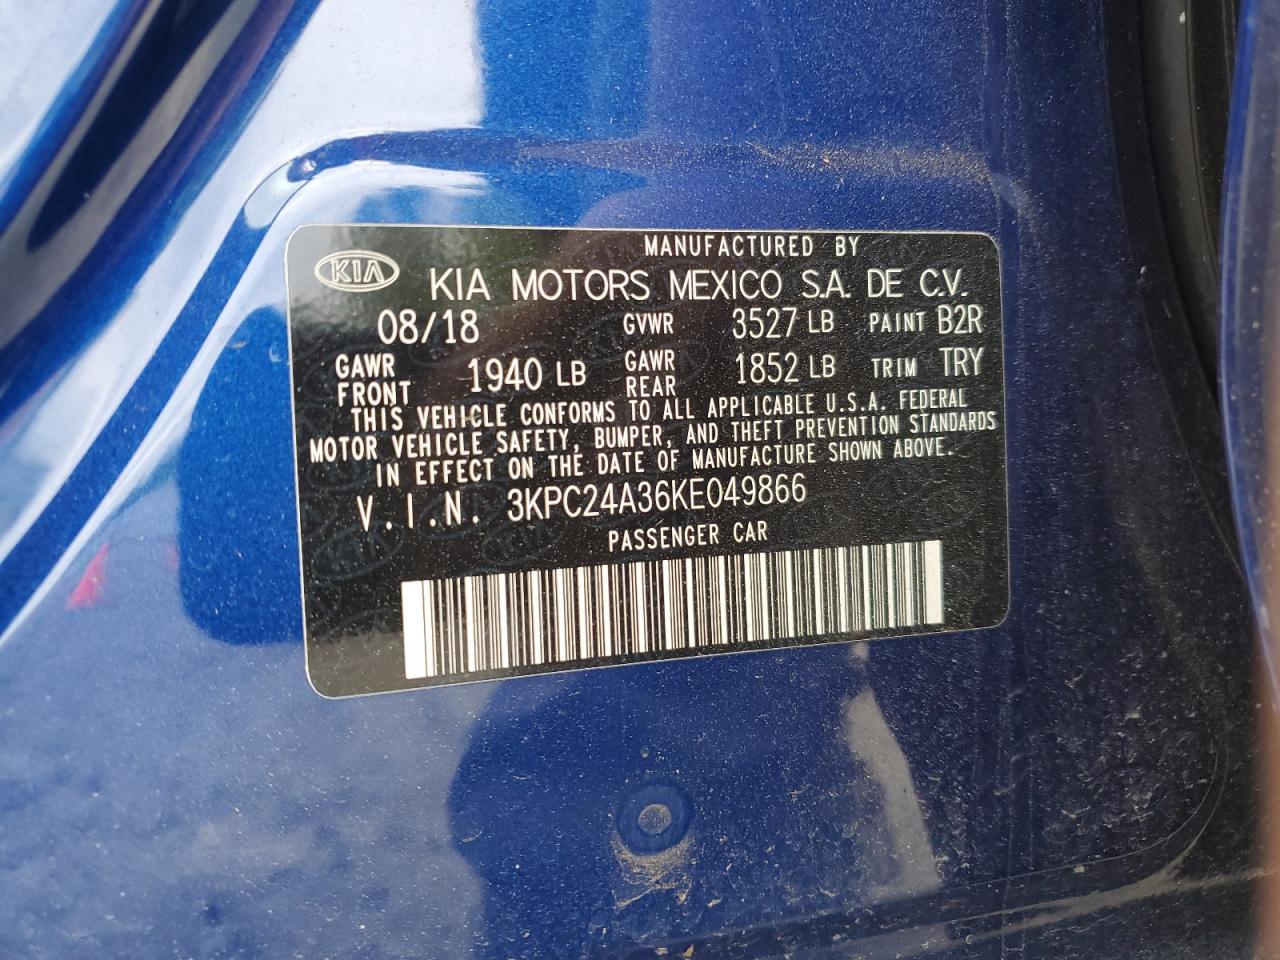 MANUFACTURED BY
KIA KIA MOTORS MEXICO S.A. DE C.V.
08/18 GVWR 3527 LB PAINT B2R
GAWR FRONT 1940 LB GAWR REAR 1852 LB TRIM TRY
THIS VEHICLE CONFORMS TO ALL APPLICABLE U.S.A. FEDERAL
MOTOR VEHICLE SAFETY, BUMPER, AND THEFT PREVENTION STANDARDS
IN EFFECT ON THE DATE OF MANUFACTURE SHOWN ABOVE.
V.I.N. 3KPC24A36KE049866
PASSENGER CAR